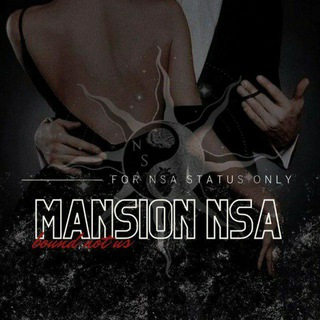 N
S
FOR NSA STATUS ONLY
MANSION NSA
bound not us